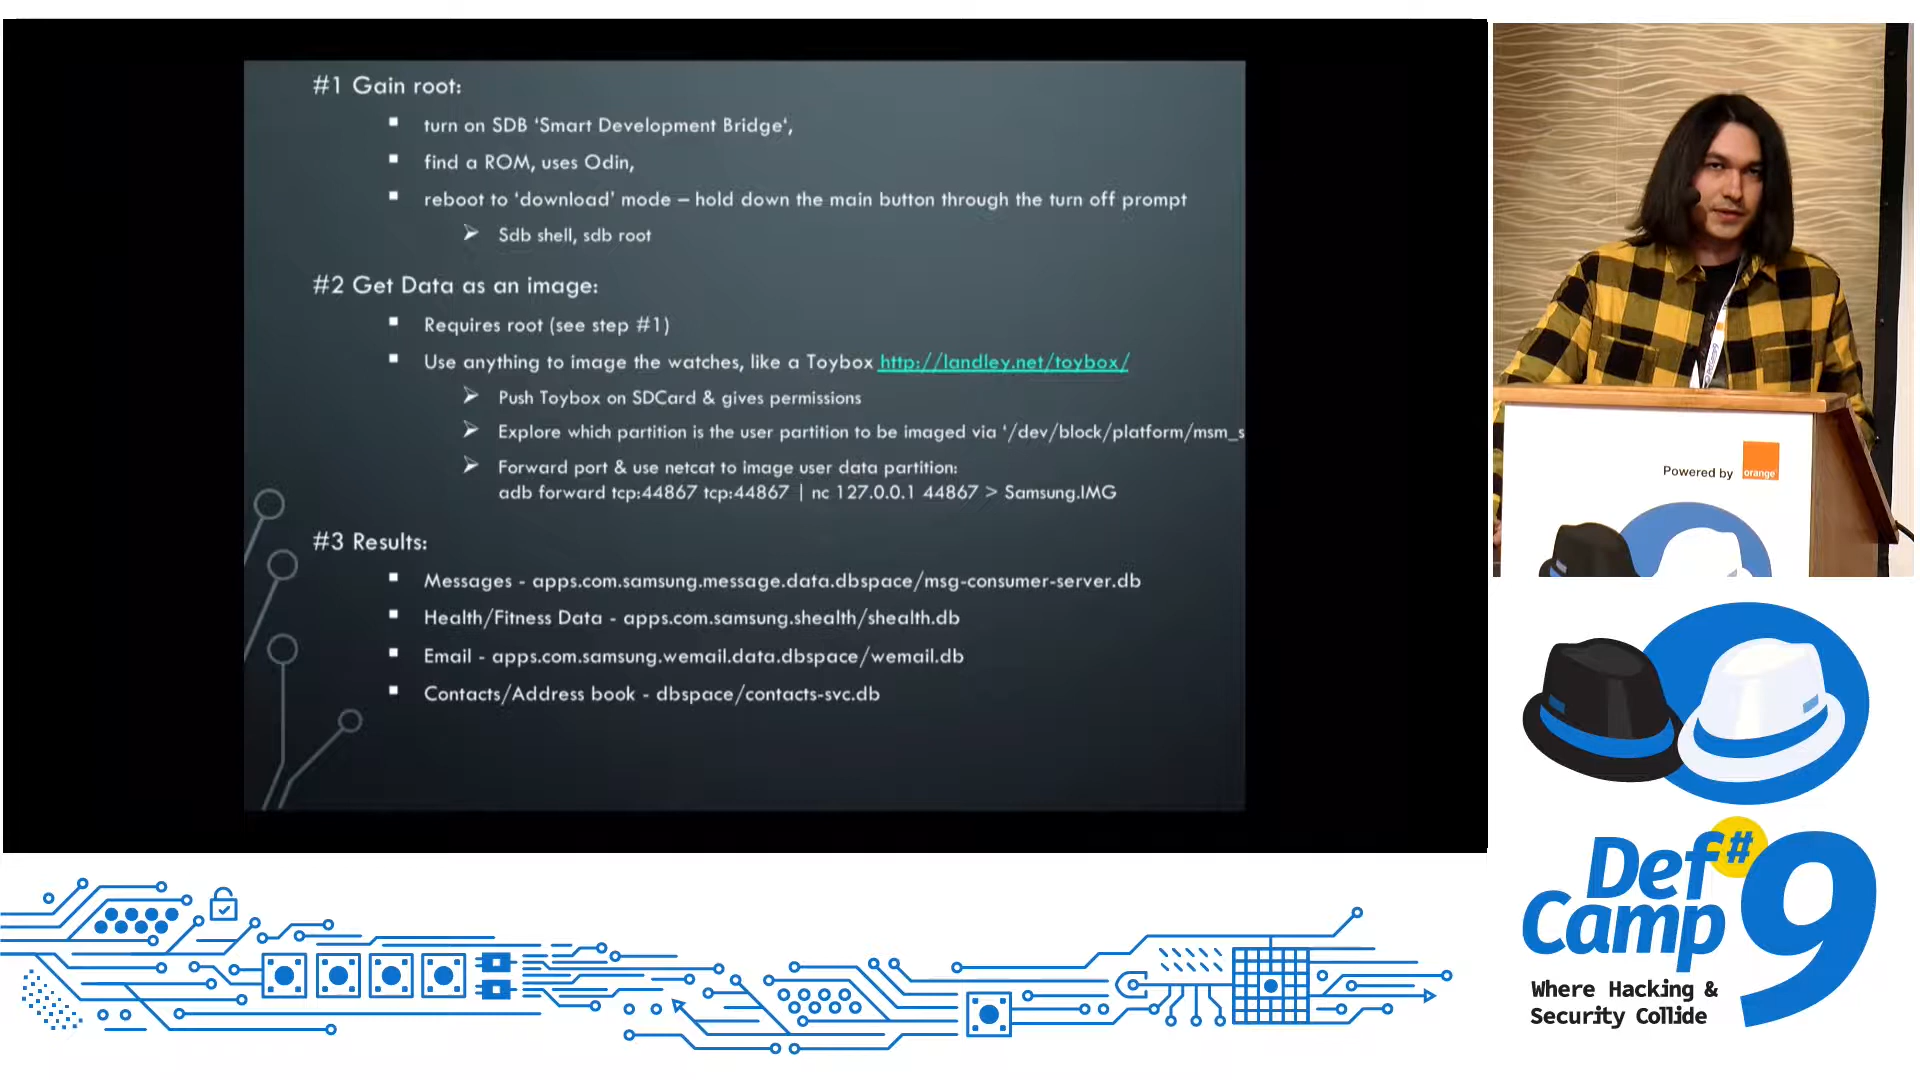 #1 Gain root:
turn on SDB ‘Smart Development Bridge‘,
find a ROM, uses Odin,
reboot to ‘download’ mode – hold down the main button through the turn off prompt
Sdb shell, sdb root
#2 Get Data as an image:
Requires root (see step #1)
Use anything to image the watches, like a Toybox http://landley.net/toybox/
Push Toybox on SDCard & gives permissions
Explore which partition is the user partition to be imaged via ‘/dev/block/platform/msm_s
Forward port & use netcat to image user data partition:
adb forward tcp:44867 tcp:44867 | nc 127.0.0.1 44867 > Samsung.IMG
#3 Results:
Messages - apps.com.samsung.message.data.dbspace/msg-consumer-server.db
Health/Fitness Data - apps.com.samsung.shealth/shealth.db
Email - apps.com.samsung.wemail.data.dbspace/wemail.db
Contacts/Address book - dbspace/contacts-svc.db
Powered by
orange
Def
Camp
#9
Where Hacking &
Security Collide